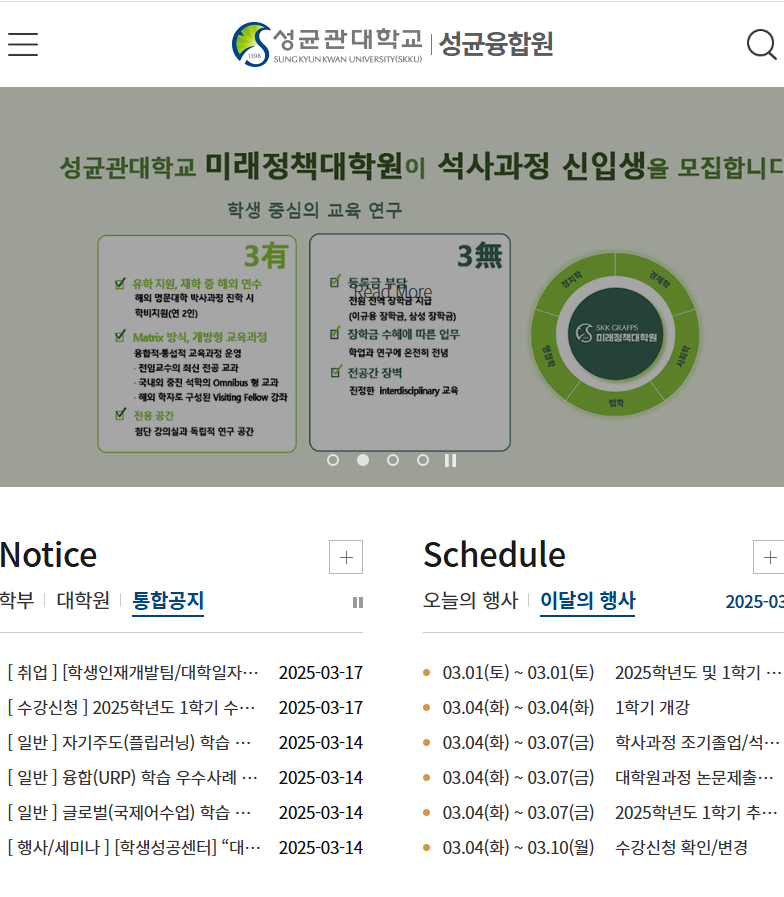 성균관대학교 성균융합원
SUNG KYUN KWAN UNIVERSITY(SKKU)
1398
성균관대학교 미래정책대학원이 석사과정 신입생을 모집합니다
학생 중심의 교육 연구
3有
유학 지원, 재학 중 해외 연수
해외 명문대학 박사과정 진학 시
학비지원(연 2인)
Matrix 방식, 개방형 교육과정
융합적·통섭적 교육과정 운영
· 전임교수의 최신 전공 교과
· 국내외 중진 석학의 Omnibus 형 교과
· 해외 학자로 구성된 Visiting Fellow 강좌
전용 공간
첨단 강의실과 독립적 연구 공간
3無
등록금 부담
Read More
전원 전액 장학금 지급
(이규용 장학금, 삼성 장학금)
장학금 수혜에 따른 업무
학업과 연구에 온전히 전념
전공간 장벽
진정한 interdisciplinary 교육
정치학
경제학
행정학
사회학
법학
SKK GRAFPS
미래정책대학원
Notice
학부 대학원 통합공지
[ 취업 ] [학생인재개발팀/대학일자… 2025-03-17
[ 수강신청 ] 2025학년도 1학기 수… 2025-03-17
[ 일반 ] 자기주도(플립러닝) 학습 … 2025-03-14
[ 일반 ] 융합(URP) 학습 우수사례 … 2025-03-14
[ 일반 ] 글로벌(국제어수업) 학습 … 2025-03-14
[ 행사/세미나 ] [학생성공센터] “대… 2025-03-14
Schedule
오늘의 행사 이달의 행사 2025-03
03.01(토) ~ 03.01(토) 2025학년도 및 1학기 …
03.04(화) ~ 03.04(화) 1학기 개강
03.04(화) ~ 03.07(금) 학사과정 조기졸업/석…
03.04(화) ~ 03.07(금) 대학원과정 논문제출…
03.04(화) ~ 03.07(금) 2025학년도 1학기 추…
03.04(화) ~ 03.10(월) 수강신청 확인/변경